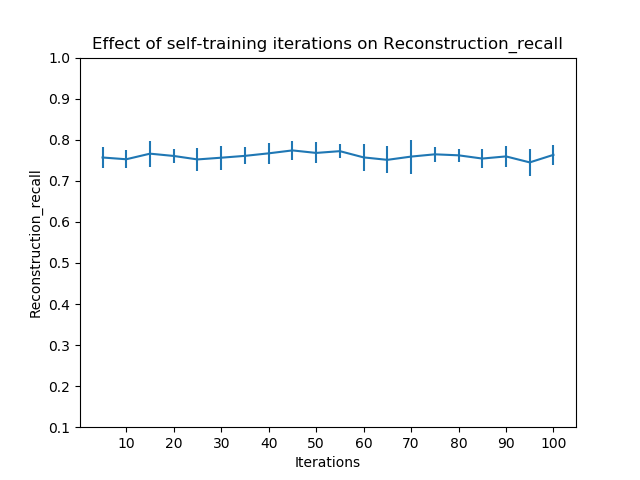 Effect of self-training iterations on Reconstruction_recall
1.0
0.9
0.8
0.7
0.6
0.5
0.4
0.3
0.2
0.1
Reconstruction_recall
10 20 30 40 50 60 70 80 90 100
Iterations